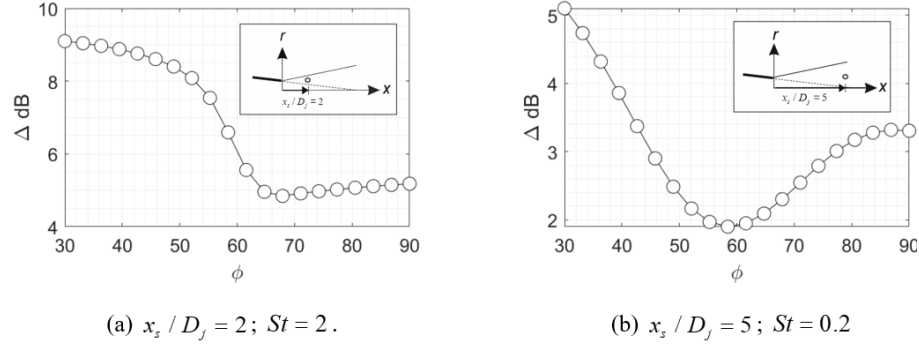 10
8
6
4
Δ dB
30 40 50 60 70 80 90
ϕ
r
x
x_s / D_j = 2
(a) x_s / D_j = 2; St = 2.
5
4
3
2
Δ dB
30 40 50 60 70 80 90
ϕ
r
x
x_s / D_j = 5
(b) x_s / D_j = 5; St = 0.2